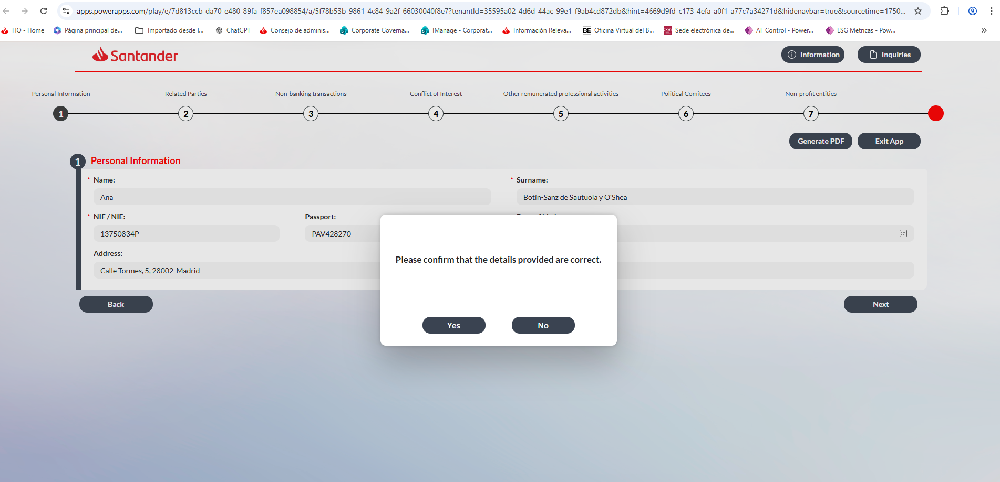 apps.powerapps.com/play/e/7d813ccb-da70-e480-89fa-f857ea098854/a/5f78b53b-9861-4c84-9a2f-66030040f8e7?tenantId=35595a02-4d6d-44ac-99e1-f9ab4cd872db&hint=4669d9fd-c173-4efa-a0f1-a77c7a34271d&hidenavbar=true&sourcetime=1750...
HQ - Home Página principal de... Importado desde I... ChatGPT Consejo de adminis... Corporate Governa... IManage - Corporat... Información Releva... BE Oficina Virtual del B... CNMV Sede electrónica de... AF Control - Power... ESG Metricas - Pow...
Santander
Information Inquiries
Personal Information Related Parties Non-banking transactions Conflict of Interest Other remunerated professional activities Political Comitees Non-profit entities
1 2 3 4 5 6 7
Generate PDF Exit App
1 Personal Information
* Name: * Surname:
Ana Botín-Sanz de Sautuola y O'Shea
* NIF / NIE: Passport:
13750834P PAV428270
Address:
Calle Tormes, 5, 28002 Madrid
Please confirm that the details provided are correct.
Yes No
Back Next